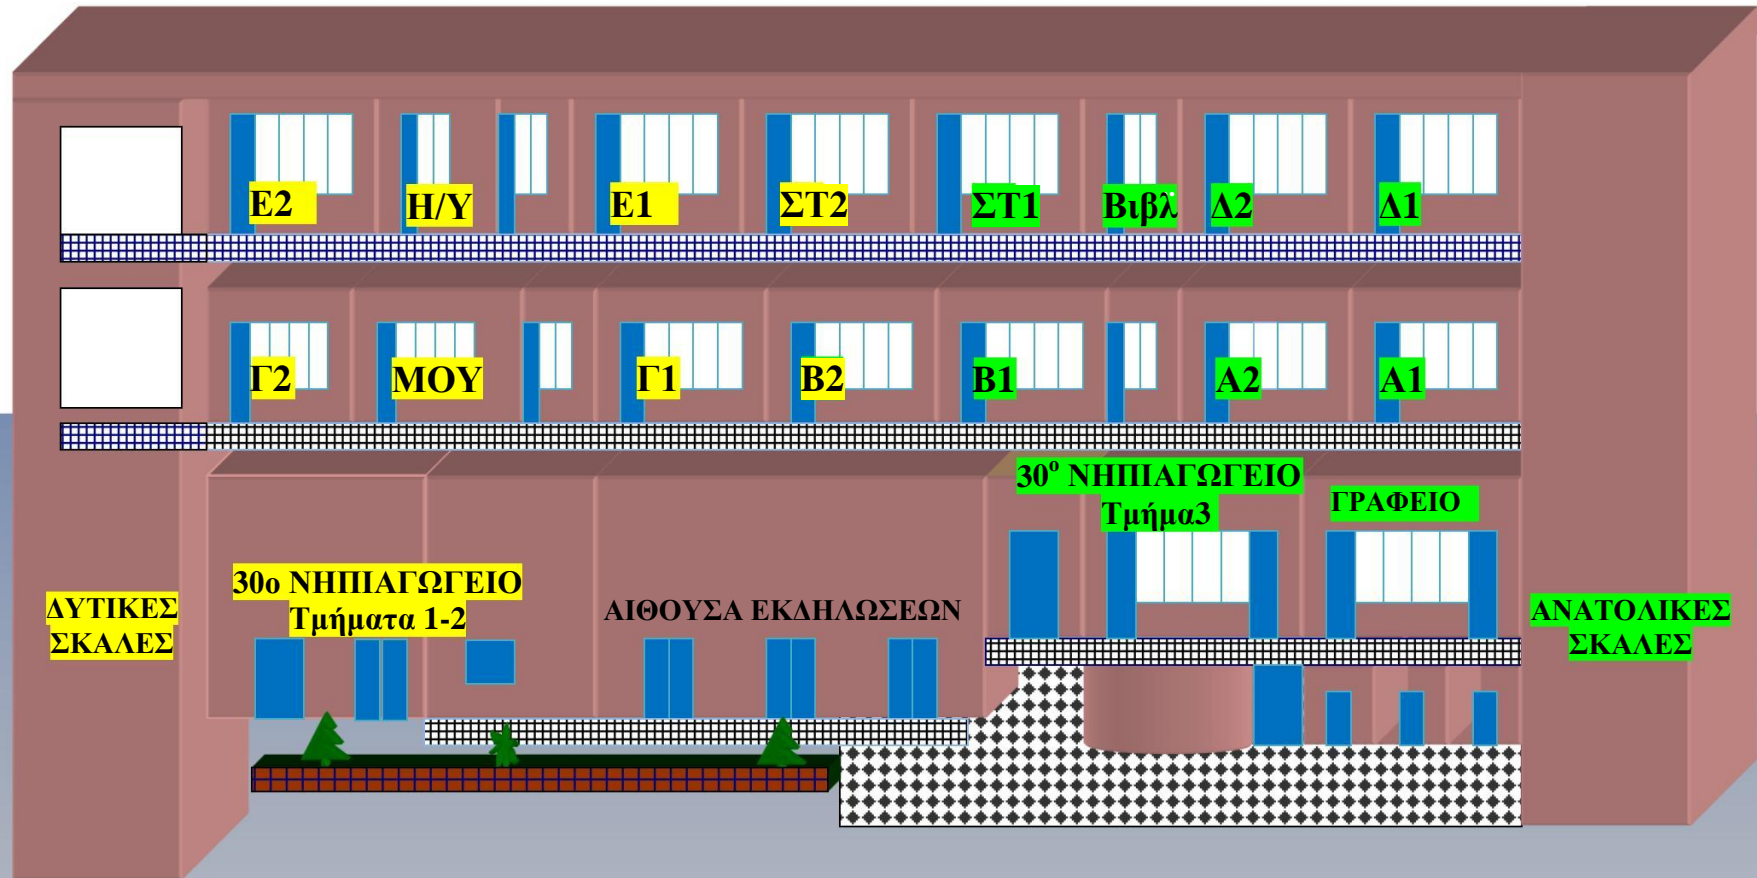 Ε2 Η/Υ Ε1 ΣΤ2 ΣΤ1 Βιβλ Δ2 Δ1
Γ2 ΜΟΥ Γ1 Β2 Β1 Α2 Α1
30ο ΝΗΠΙΑΓΩΓΕΙΟ
Τμήμα3
ΓΡΑΦΕΙΟ
ΔΥΤΙΚΕΣ
ΣΚΑΛΕΣ
30ο ΝΗΠΙΑΓΩΓΕΙΟ
Τμήματα 1-2
ΑΙΘΟΥΣΑ ΕΚΔΗΛΩΣΕΩΝ
ΑΝΑΤΟΛΙΚΕΣ
ΣΚΑΛΕΣ